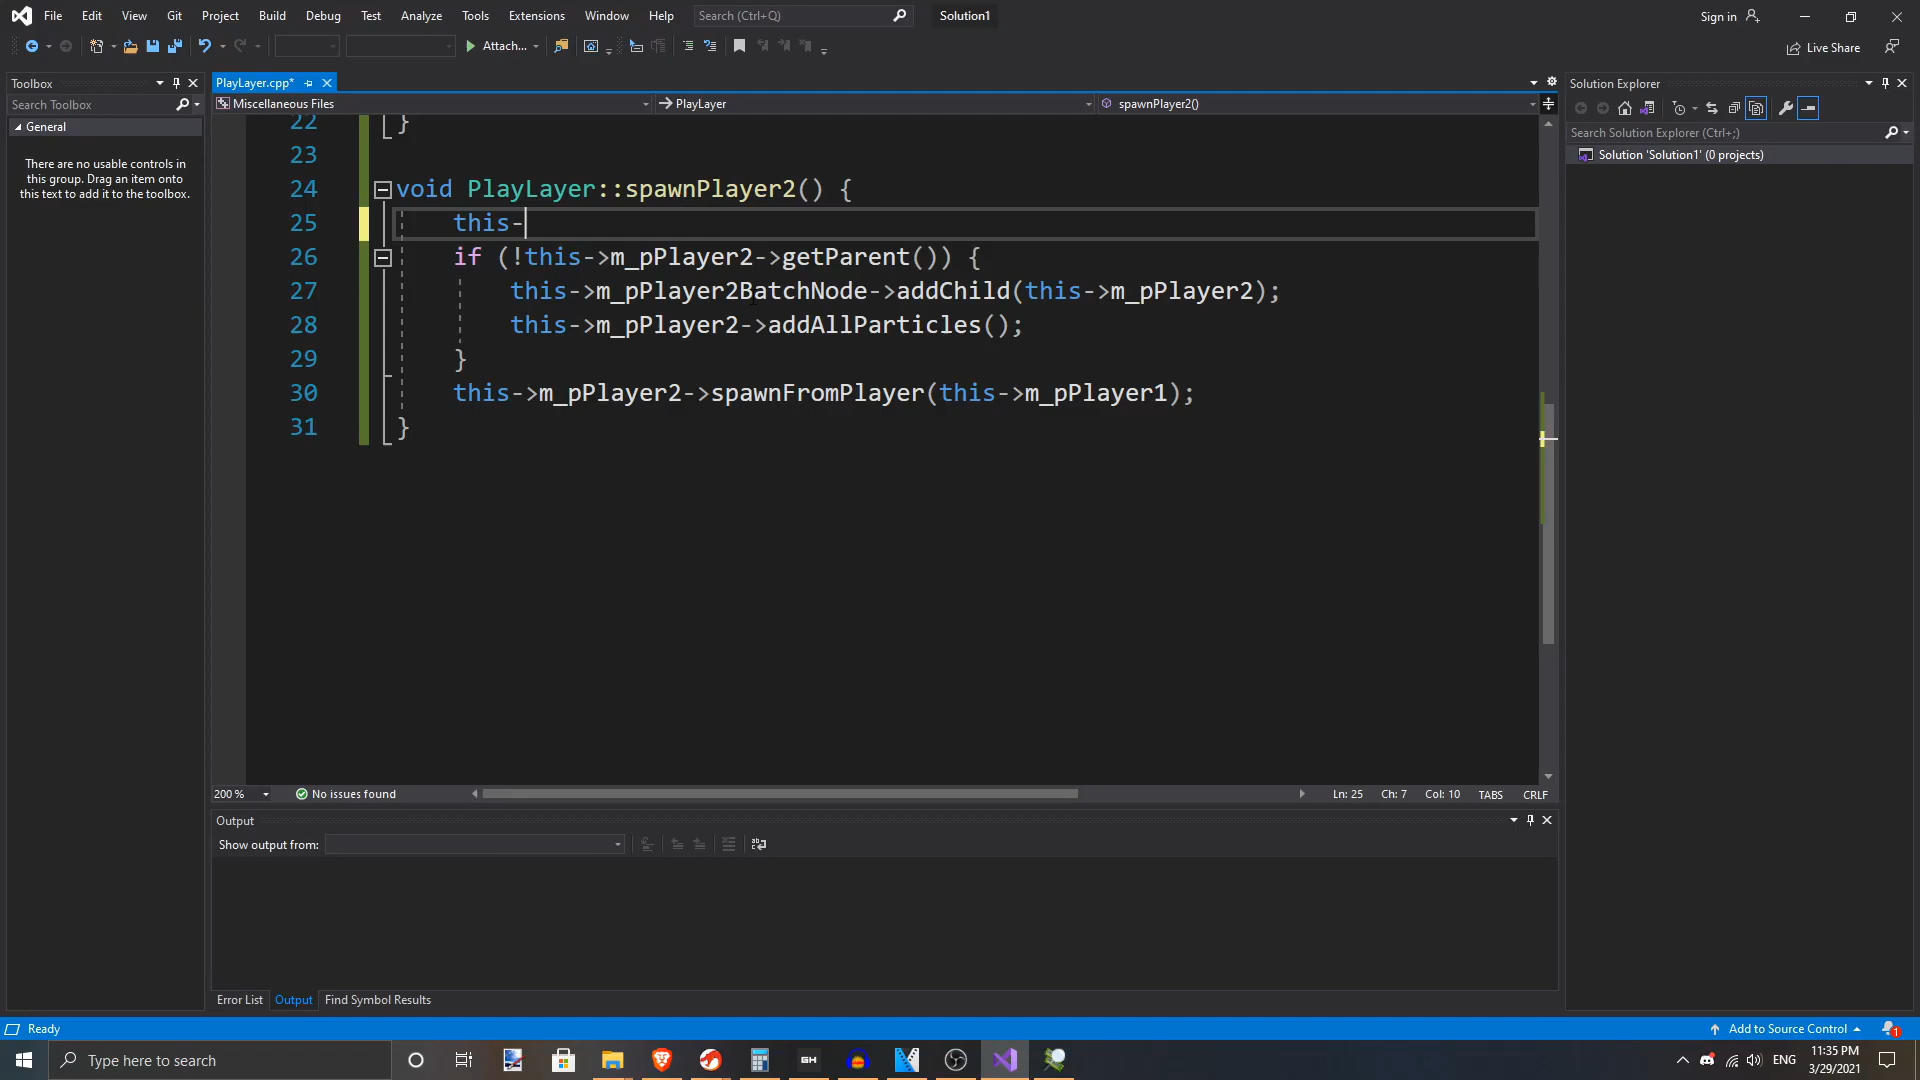 File Edit View Git Project Build Debug Test Analyze Tools Extensions Window Help Search (Ctrl+Q) Solution1 Sign in
Attach... Live Share
Toolbox
Search Toolbox
General
There are no usable controls in
this group. Drag an item onto
this text to add it to the toolbox.
PlayLayer.cpp*
Miscellaneous Files PlayLayer spawnPlayer2()
22 }
23
24 void PlayLayer::spawnPlayer2() {
25 this-
26 if (!this->m_pPlayer2->getParent()) {
27 this->m_pPlayer2BatchNode->addChild(this->m_pPlayer2);
28 this->m_pPlayer2->addAllParticles();
29 }
30 this->m_pPlayer2->spawnFromPlayer(this->m_pPlayer1);
31 }
200 % No issues found Ln: 25 Ch: 7 Col: 10 TABS CRLF
Output
Show output from:
Error List Output Find Symbol Results
Solution Explorer
Search Solution Explorer (Ctrl+;)
Solution 'Solution1' (0 projects)
Ready Add to Source Control 1
Type here to search GH ENG 11:35 PM
3/29/2021